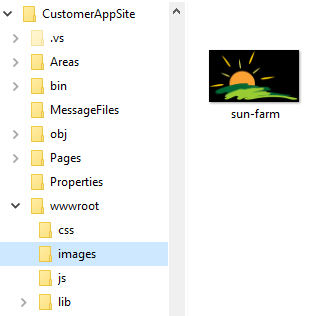 CustomerAppSite
.vs
Areas
bin
MessageFiles
obj
Pages
Properties
wwwroot
css
images
js
lib
sun-farm